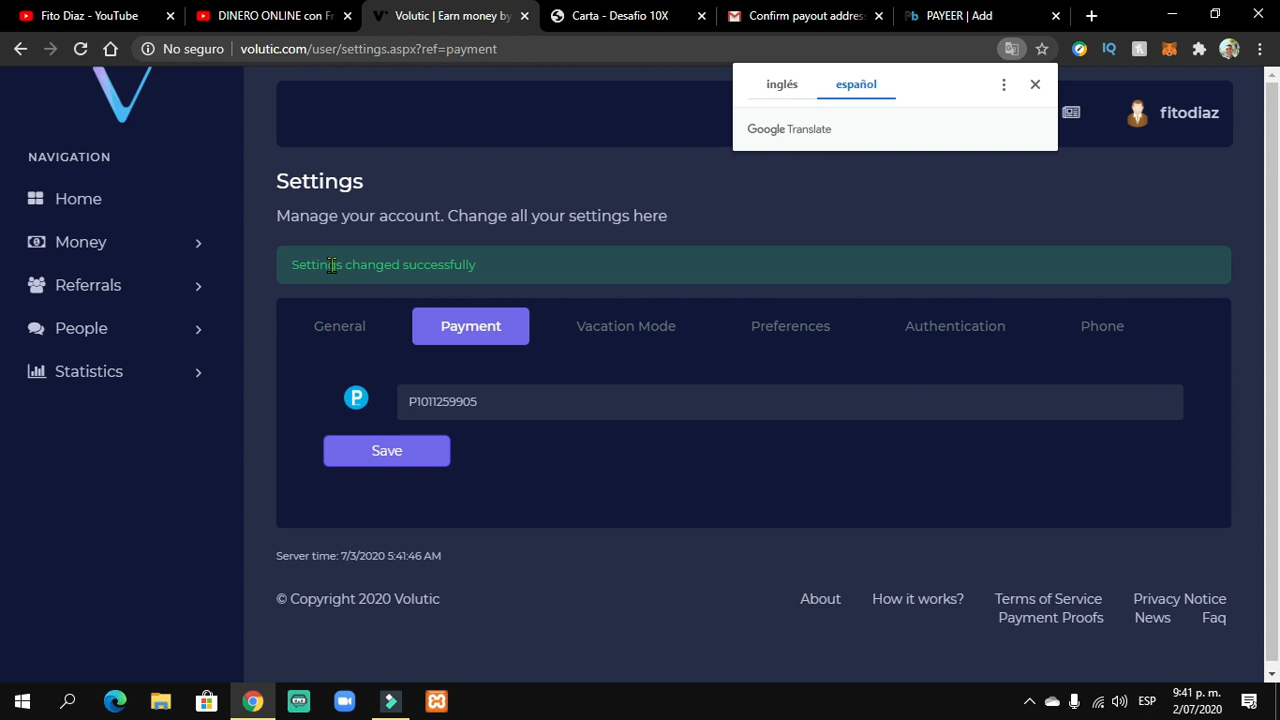 Fito Diaz - YouTube
DINERO ONLINE con Fr
Volutic | Earn money by
Carta - Desafio 10X
Confirm payout addres
PAYEER | Add
No seguro
volutic.com/user/settings.aspx?ref=payment
inglés
español
Google Translate
fitodiaz
NAVIGATION
Home
Money
Referrals
People
Statistics
Settings
Manage your account. Change all your settings here
Settings changed successfully
General
Payment
Vacation Mode
Preferences
Authentication
Phone
P1011259905
Save
Server time: 7/3/2020 5:41:46 AM
© Copyright 2020 Volutic
About
How it works?
Terms of Service
Privacy Notice
Payment Proofs
News
Faq
ESP
9:41 p. m.
2/07/2020